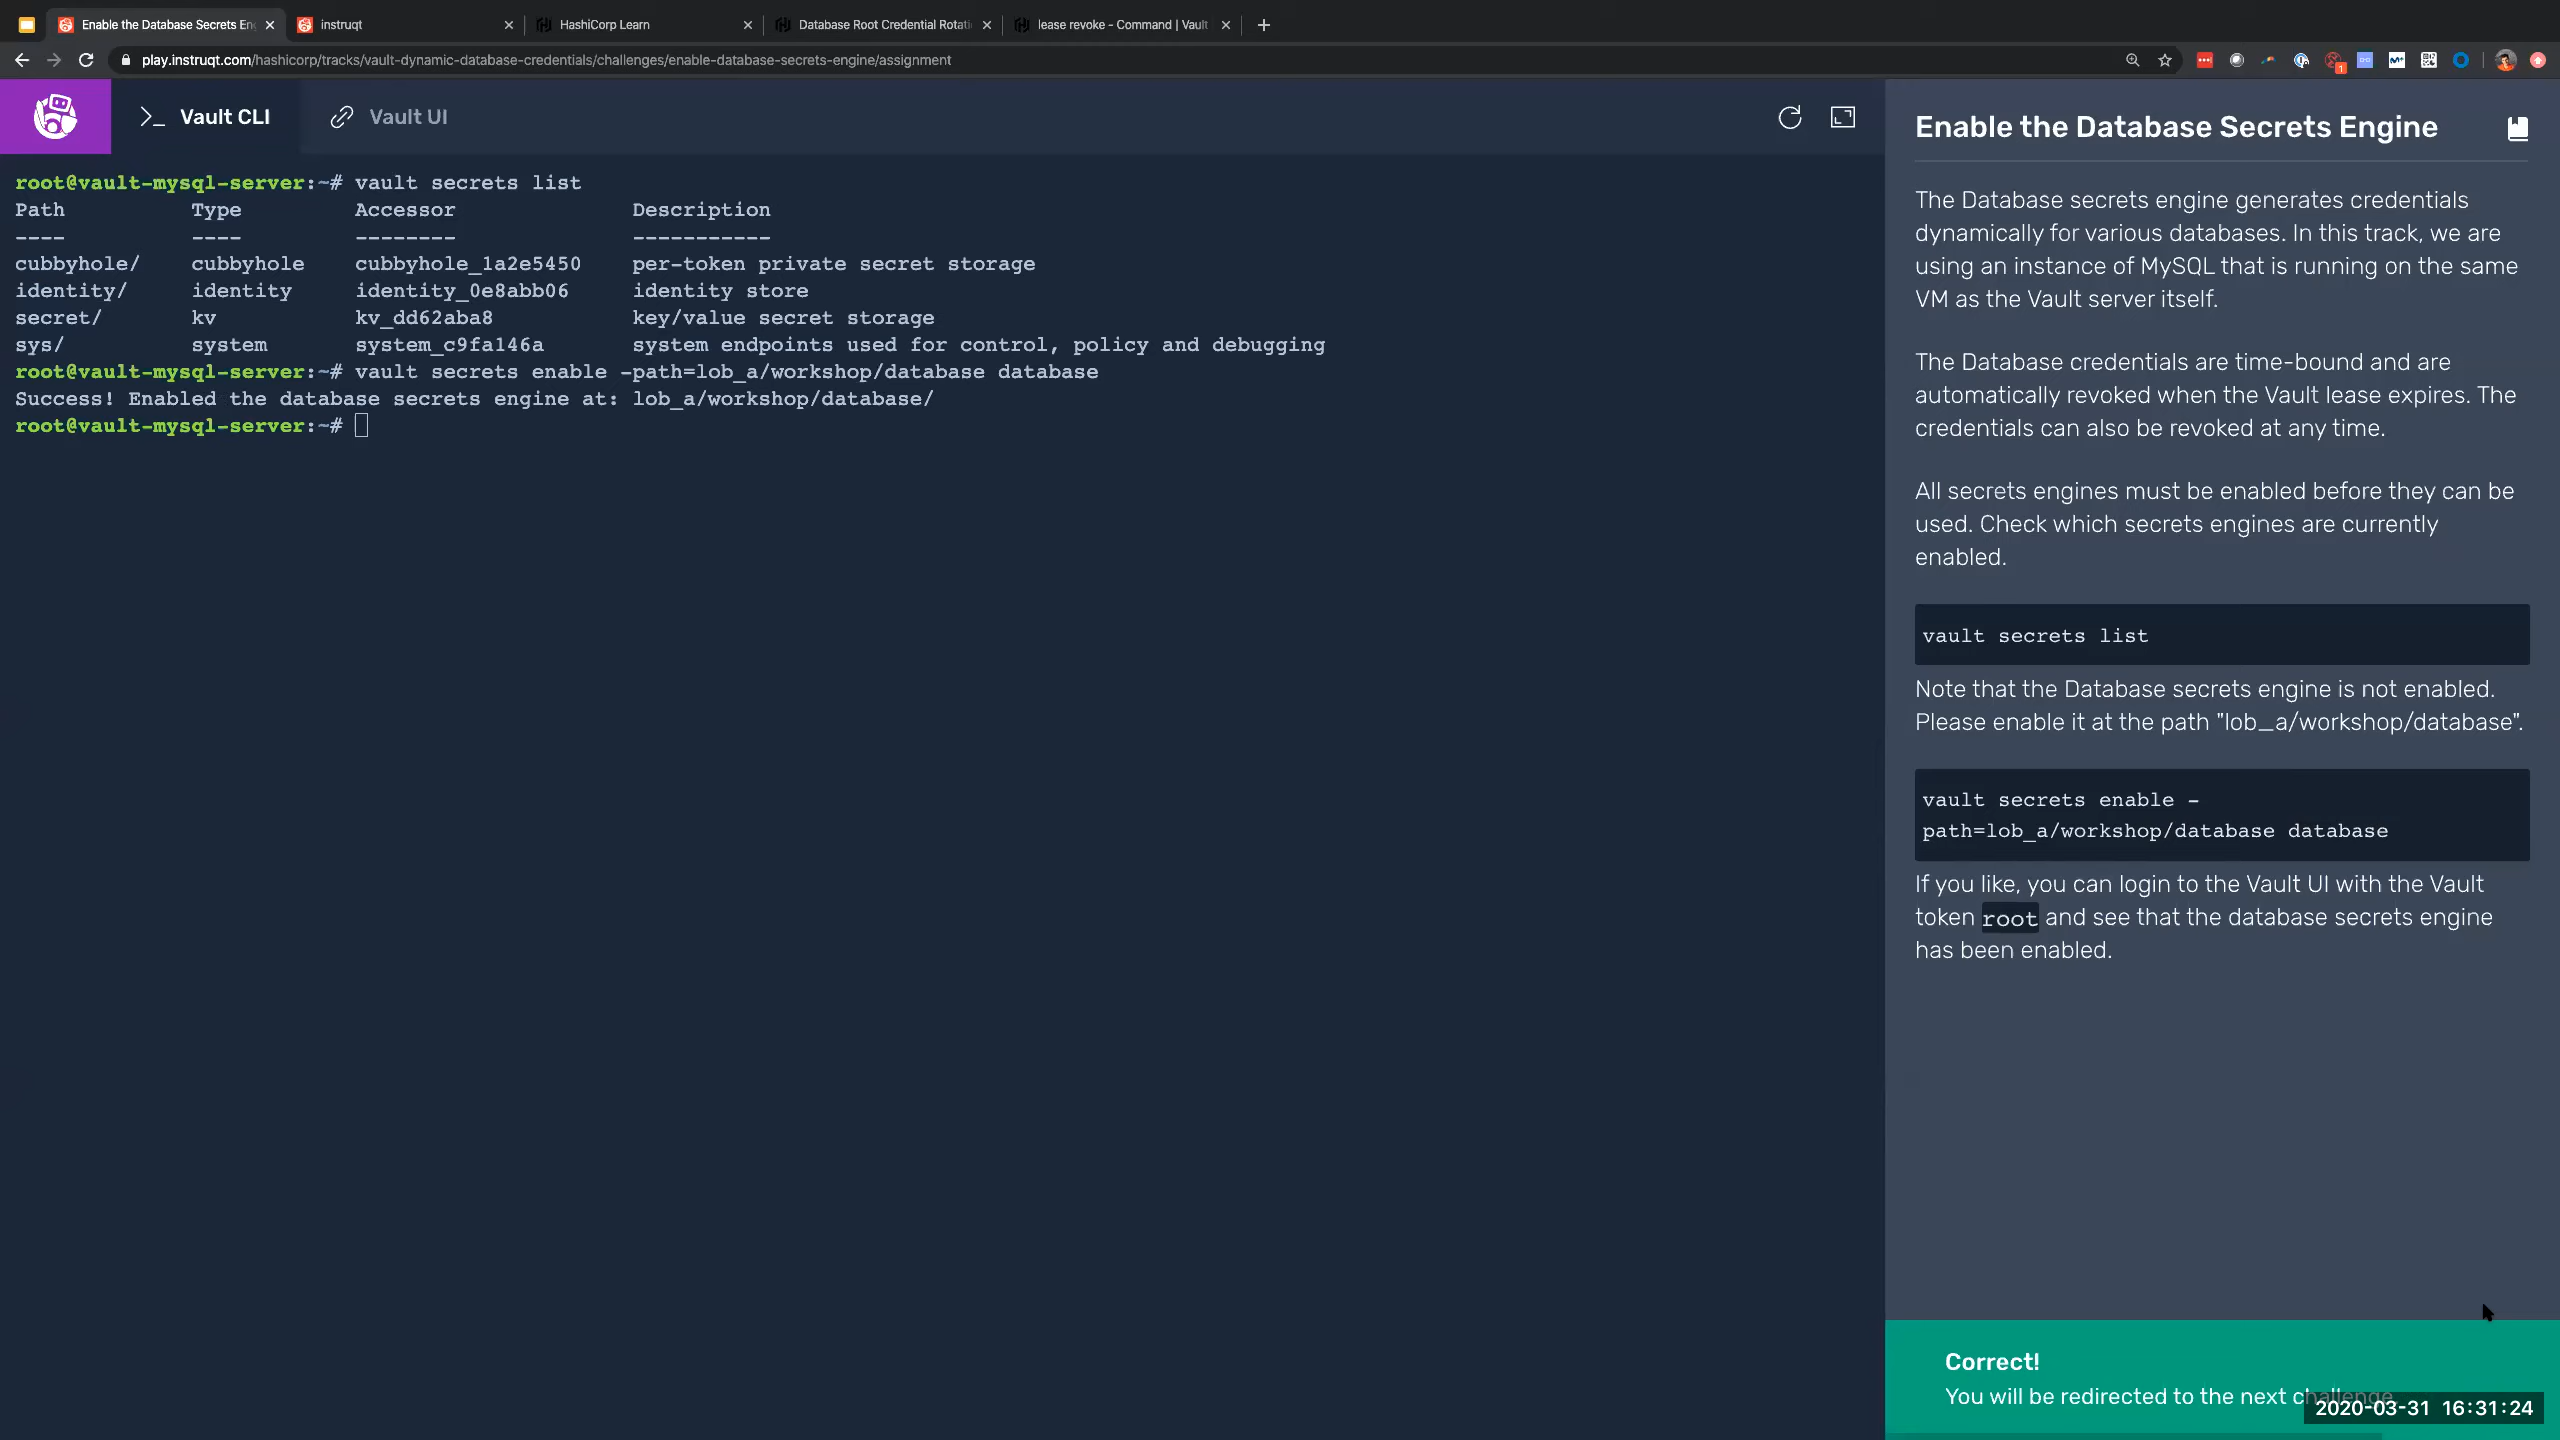 Enable the Database Secrets En
instruqt
HashiCorp Learn
Database Root Credential Rotati
lease revoke - Command | Vault
play.instruqt.com/hashicorp/tracks/vault-dynamic-database-credentials/challenges/enable-database-secrets-engine/assignment
Vault CLI
Vault UI
root@vault-mysql-server:~# vault secrets list
Path Type Accessor Description
---- ---- -------- -----------
cubbyhole/ cubbyhole cubbyhole_1a2e5450 per-token private secret storage
identity/ identity identity_0e8abb06 identity store
secret/ kv kv_dd62aba8 key/value secret storage
sys/ system system_c9fa146a system endpoints used for control, policy and debugging
root@vault-mysql-server:~# vault secrets enable -path=lob_a/workshop/database database
Success! Enabled the database secrets engine at: lob_a/workshop/database/
root@vault-mysql-server:~#
Enable the Database Secrets Engine
The Database secrets engine generates credentials
dynamically for various databases. In this track, we are
using an instance of MySQL that is running on the same
VM as the Vault server itself.
The Database credentials are time-bound and are
automatically revoked when the Vault lease expires. The
credentials can also be revoked at any time.
All secrets engines must be enabled before they can be
used. Check which secrets engines are currently
enabled.
vault secrets list
Note that the Database secrets engine is not enabled.
Please enable it at the path "lob_a/workshop/database".
vault secrets enable -
path=lob_a/workshop/database database
If you like, you can login to the Vault UI with the Vault
token root and see that the database secrets engine
has been enabled.
Correct!
You will be redirected to the next challenge
2020-03-31 16:31:24